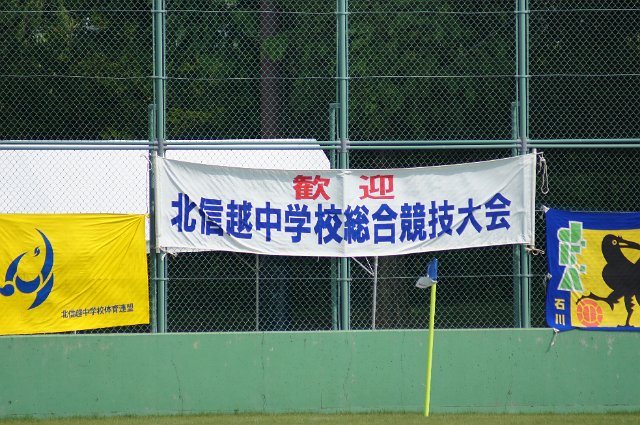 歓迎
北信越中学校総合競技大会
北信越中学校体育連盟
石川